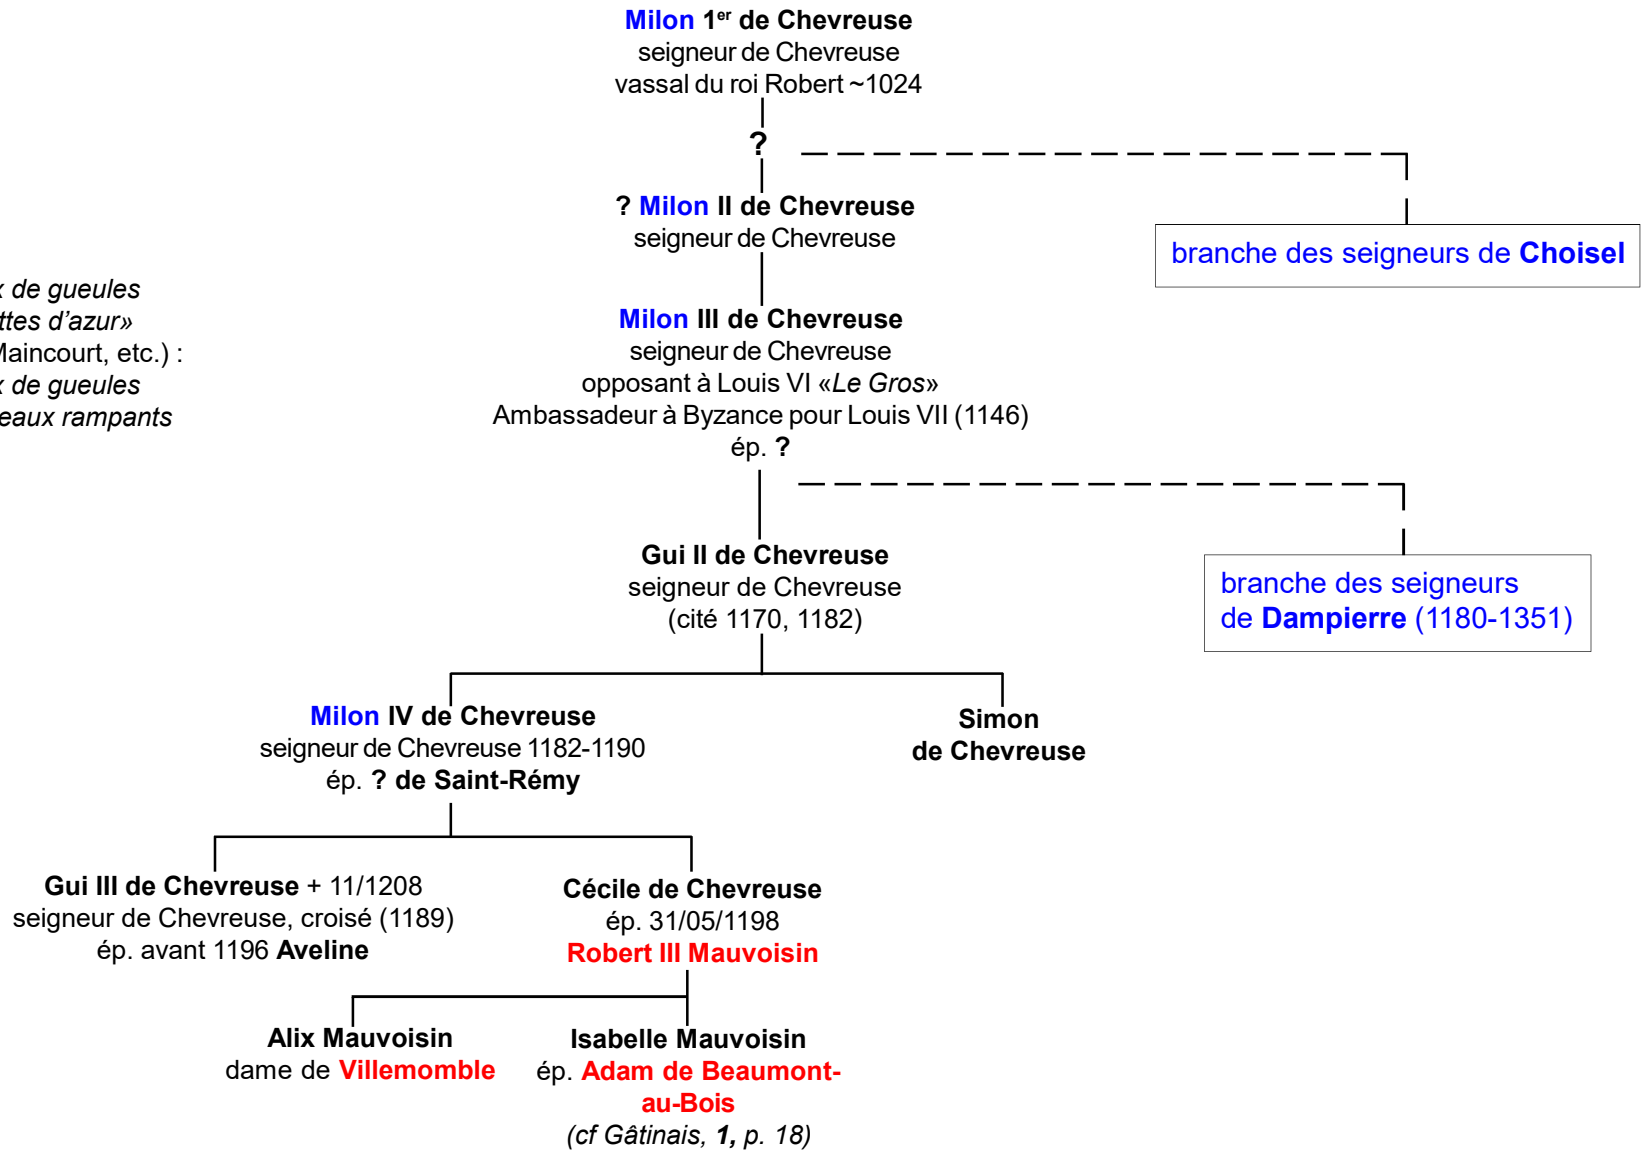 Milon 1er de Chevreuse
seigneur de Chevreuse
vassal du roi Robert ~1024
?
? Milon II de Chevreuse
seigneur de Chevreuse
branche des seigneurs de Choisel
de gueules
d'azur»
Maincourt, etc.) :
de gueules
rampants
Milon III de Chevreuse
seigneur de Chevreuse
opposant à Louis VI «Le Gros»
Ambassadeur à Byzance pour Louis VII (1146)
ép. ?
Gui II de Chevreuse
seigneur de Chevreuse
(cité 1170, 1182)
branche des seigneurs
de Dampierre (1180-1351)
Milon IV de Chevreuse
seigneur de Chevreuse 1182-1190
ép. ? de Saint-Rémy
Simon
de Chevreuse
Gui III de Chevreuse + 11/1208
seigneur de Chevreuse, croisé (1189)
ép. avant 1196 Aveline
Cécile de Chevreuse
ép. 31/05/1198
Robert III Mauvoisin
Alix Mauvoisin
dame de Villemomble
Isabelle Mauvoisin
ép. Adam de Beaumont-
au-Bois
(cf Gâtinais, 1, p. 18)